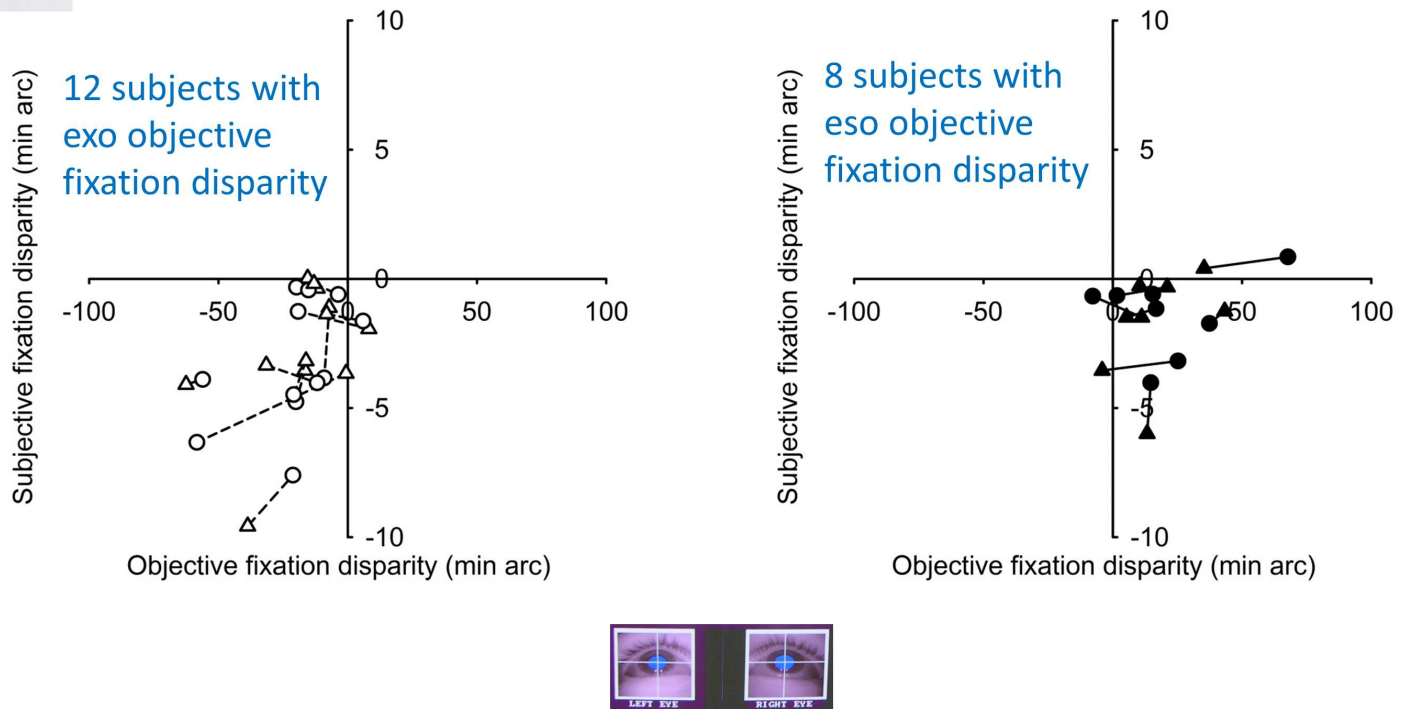 10
12 subjects with
exo objective
fixation disparity
5
0
-100
-50
0
50
100
-5
-10
Subjective fixation disparity (min arc)
Objective fixation disparity (min arc)
10
8 subjects with
eso objective
fixation disparity
5
0
-100
-50
0
50
100
-5
-10
Subjective fixation disparity (min arc)
Objective fixation disparity (min arc)
LEFT EYE
RIGHT EYE